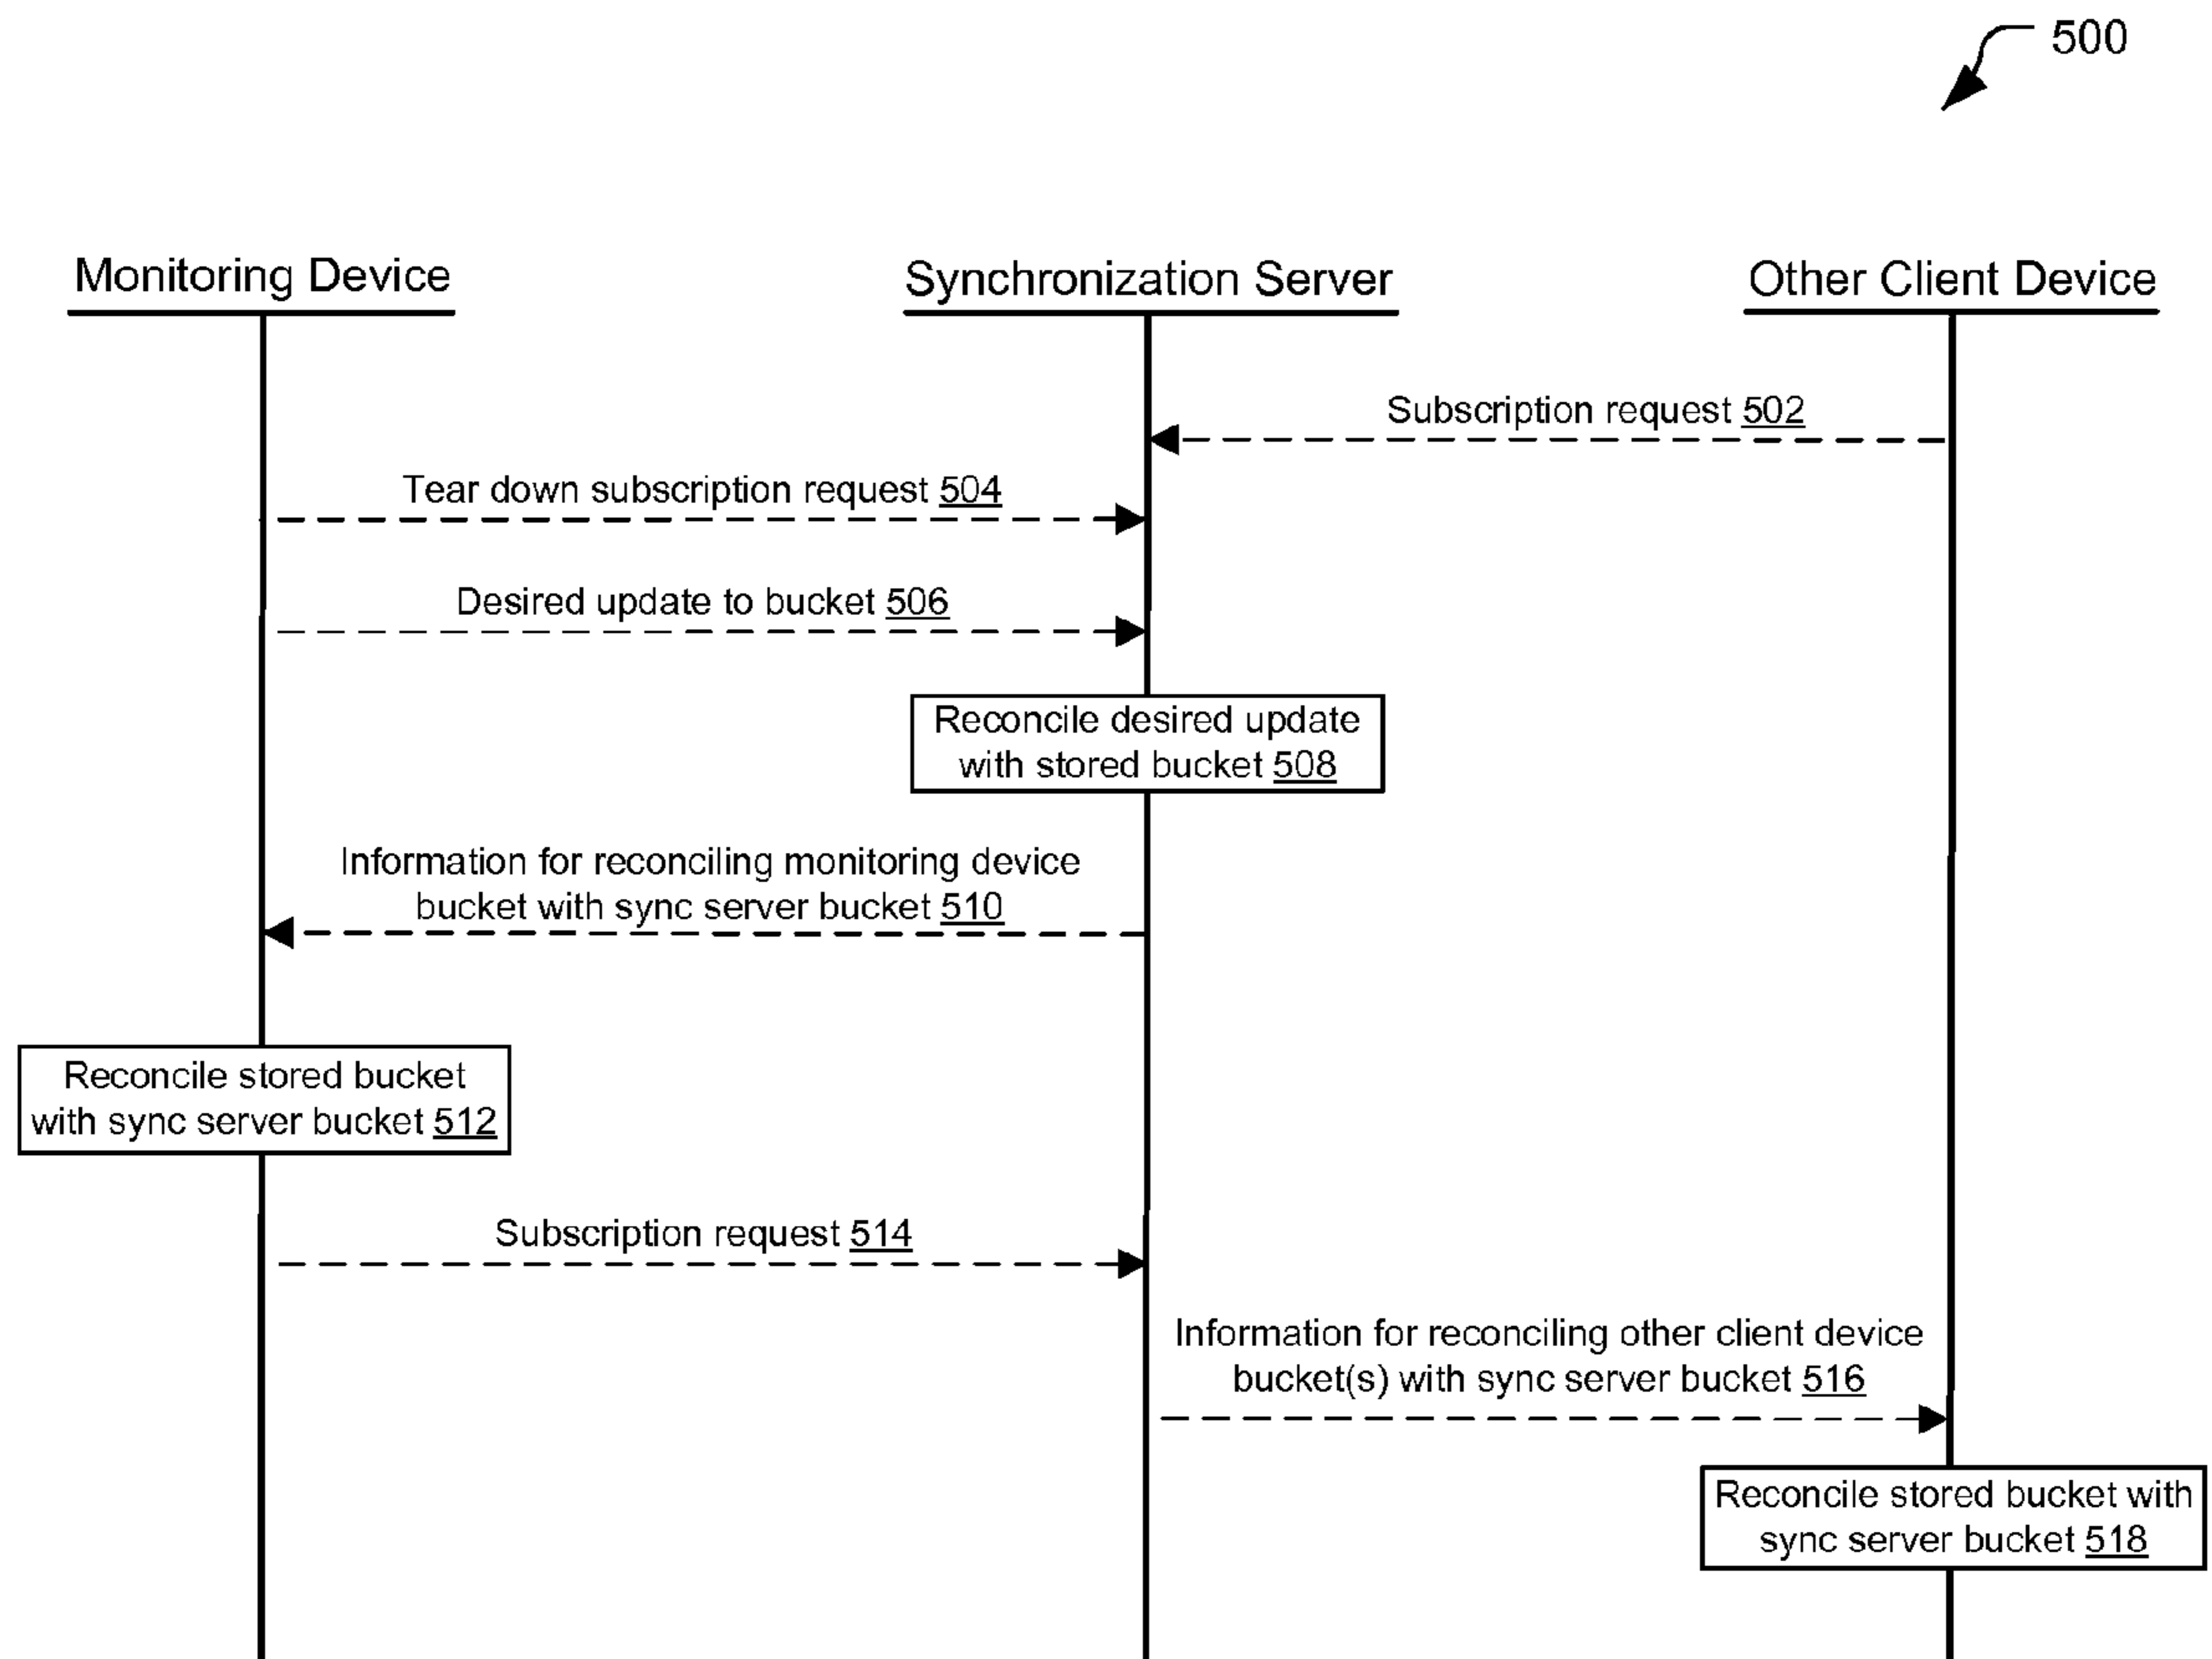 500
Monitoring Device
Synchronization Server
Other Client Device
Subscription request 502
Tear down subscription request 504
Desired update to bucket 506
Reconcile desired update
with stored bucket 508
Information for reconciling monitoring device
bucket with sync server bucket 510
Reconcile stored bucket
with sync server bucket 512
Subscription request 514
Information for reconciling other client device
bucket(s) with sync server bucket 516
Reconcile stored bucket with
sync server bucket 518